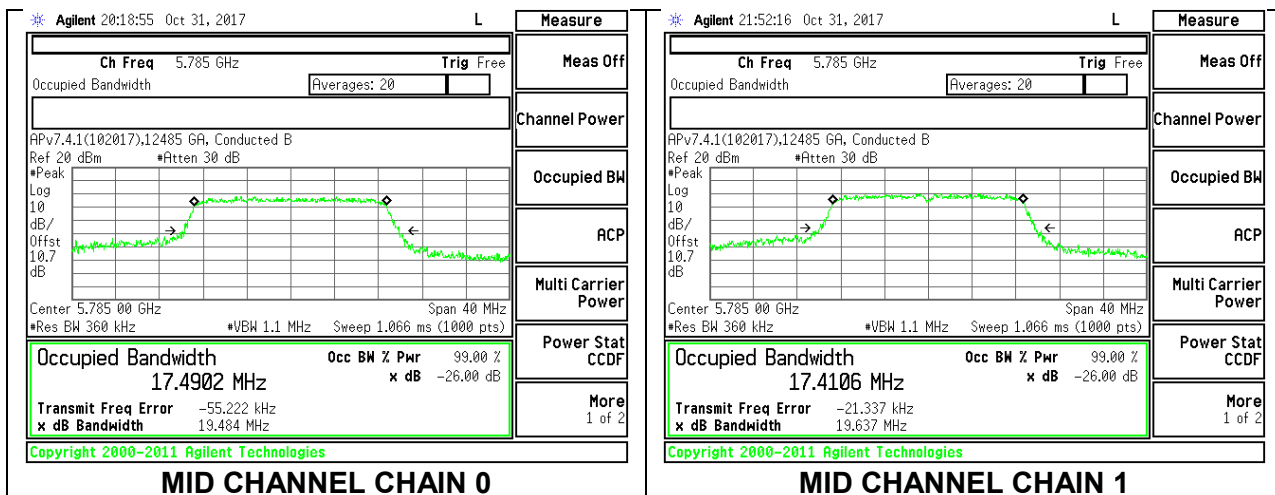 Agilent 20:18:55 Oct 31, 2017 L Measure
Ch Freq 5.785 GHz Trig Free
Occupied Bandwidth Averages: 20
APv7.4.1(102017),12485 GA, Conducted B
Ref 20 dBm #Atten 30 dB
#Peak
Log
10
dB/
Offst
10.7
dB
Center 5.785 00 GHz Span 40 MHz
#Res BW 360 kHz #VBW 1.1 MHz Sweep 1.066 ms (1000 pts)
Occupied Bandwidth Occ BW % Pwr 99.00 %
17.4902 MHz x dB -26.00 dB
Transmit Freq Error -55.222 kHz
x dB Bandwidth 19.484 MHz
Copyright 2000-2011 Agilent Technologies
Meas Off
Channel Power
Occupied BW
ACP
Multi Carrier
Power
Power Stat
CCDF
More
1 of 2
MID CHANNEL CHAIN 0
Agilent 21:52:16 Oct 31, 2017 L Measure
Ch Freq 5.785 GHz Trig Free
Occupied Bandwidth Averages: 20
APv7.4.1(102017),12485 GA, Conducted B
Ref 20 dBm #Atten 30 dB
#Peak
Log
10
dB/
Offst
10.7
dB
Center 5.785 00 GHz Span 40 MHz
#Res BW 360 kHz #VBW 1.1 MHz Sweep 1.066 ms (1000 pts)
Occupied Bandwidth Occ BW % Pwr 99.00 %
17.4106 MHz x dB -26.00 dB
Transmit Freq Error -21.337 kHz
x dB Bandwidth 19.637 MHz
Copyright 2000-2011 Agilent Technologies
Meas Off
Channel Power
Occupied BW
ACP
Multi Carrier
Power
Power Stat
CCDF
More
1 of 2
MID CHANNEL CHAIN 1